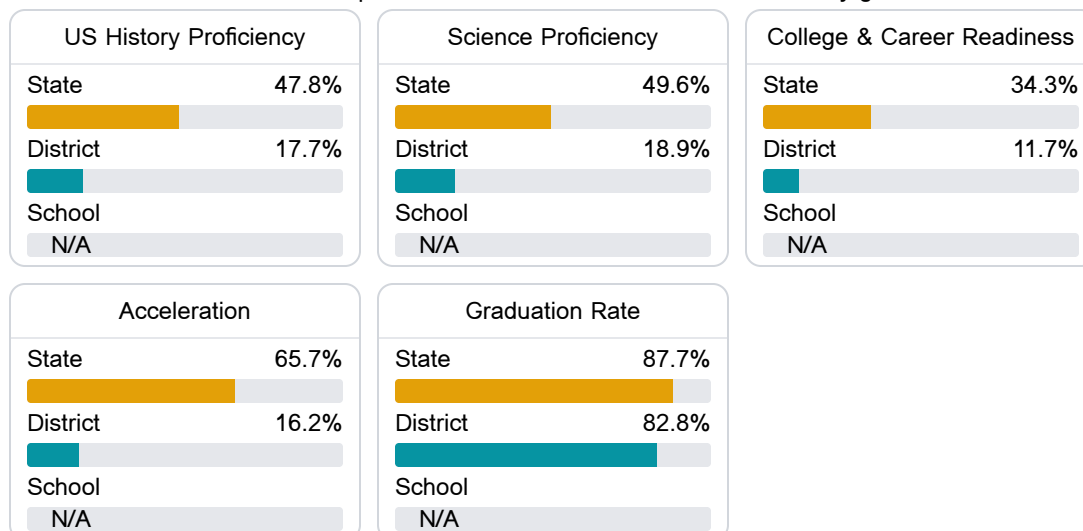 US History Proficiency
State 47.8%
District 17.7%
School
N/A
Science Proficiency
State 49.6%
District 18.9%
School
N/A
College & Career Readiness
State 34.3%
District 11.7%
School
N/A
Acceleration
State 65.7%
District 16.2%
School
N/A
Graduation Rate
State 87.7%
District 82.8%
School
N/A